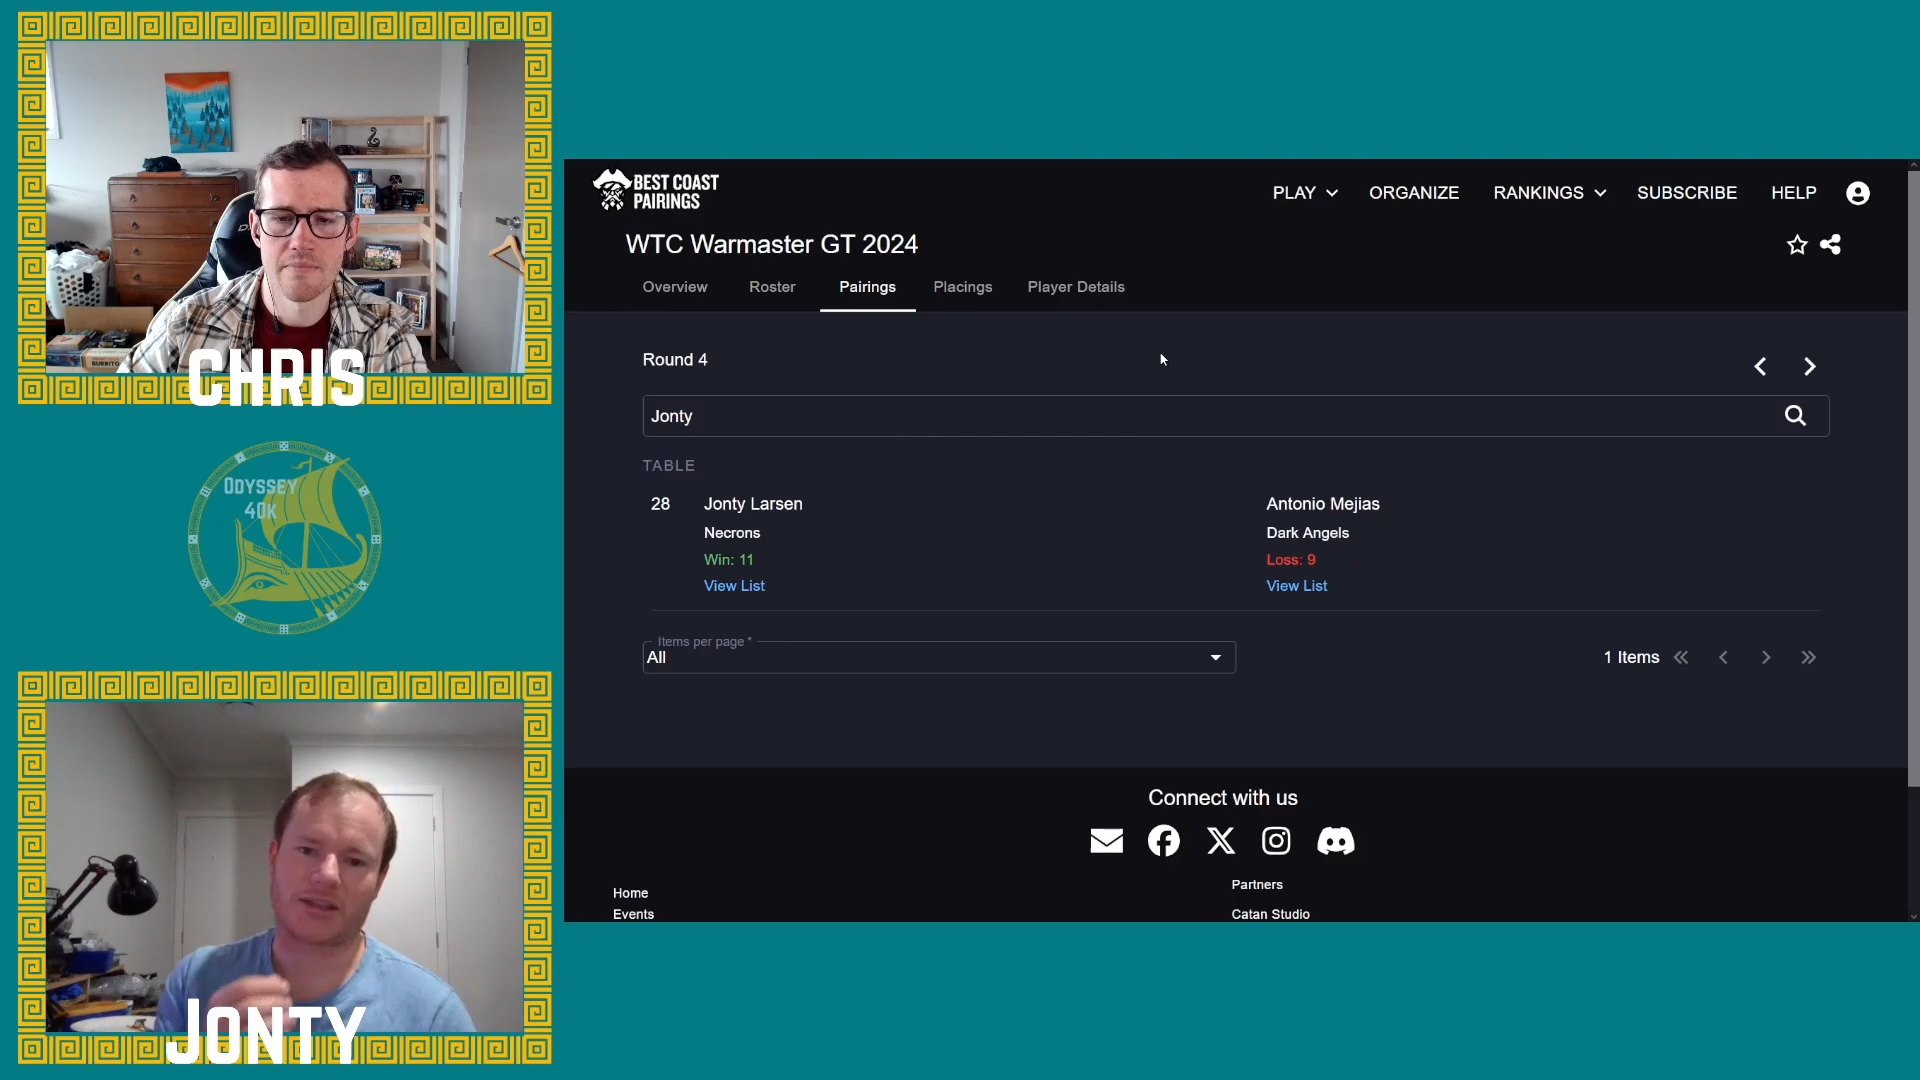 CHRIS
ODYSSEY
40K
JONTY
BEST COAST
PAIRINGS
PLAY
ORGANIZE
RANKINGS
SUBSCRIBE
HELP
WTC Warmaster GT 2024
Overview
Roster
Pairings
Placings
Player Details
Round 4
Jonty
TABLE
28
Jonty Larsen
Necrons
Win: 11
View List
Antonio Mejias
Dark Angels
Loss: 9
View List
Items per page *
All
1 Items
Connect with us
Home
Events
Partners
Catan Studio